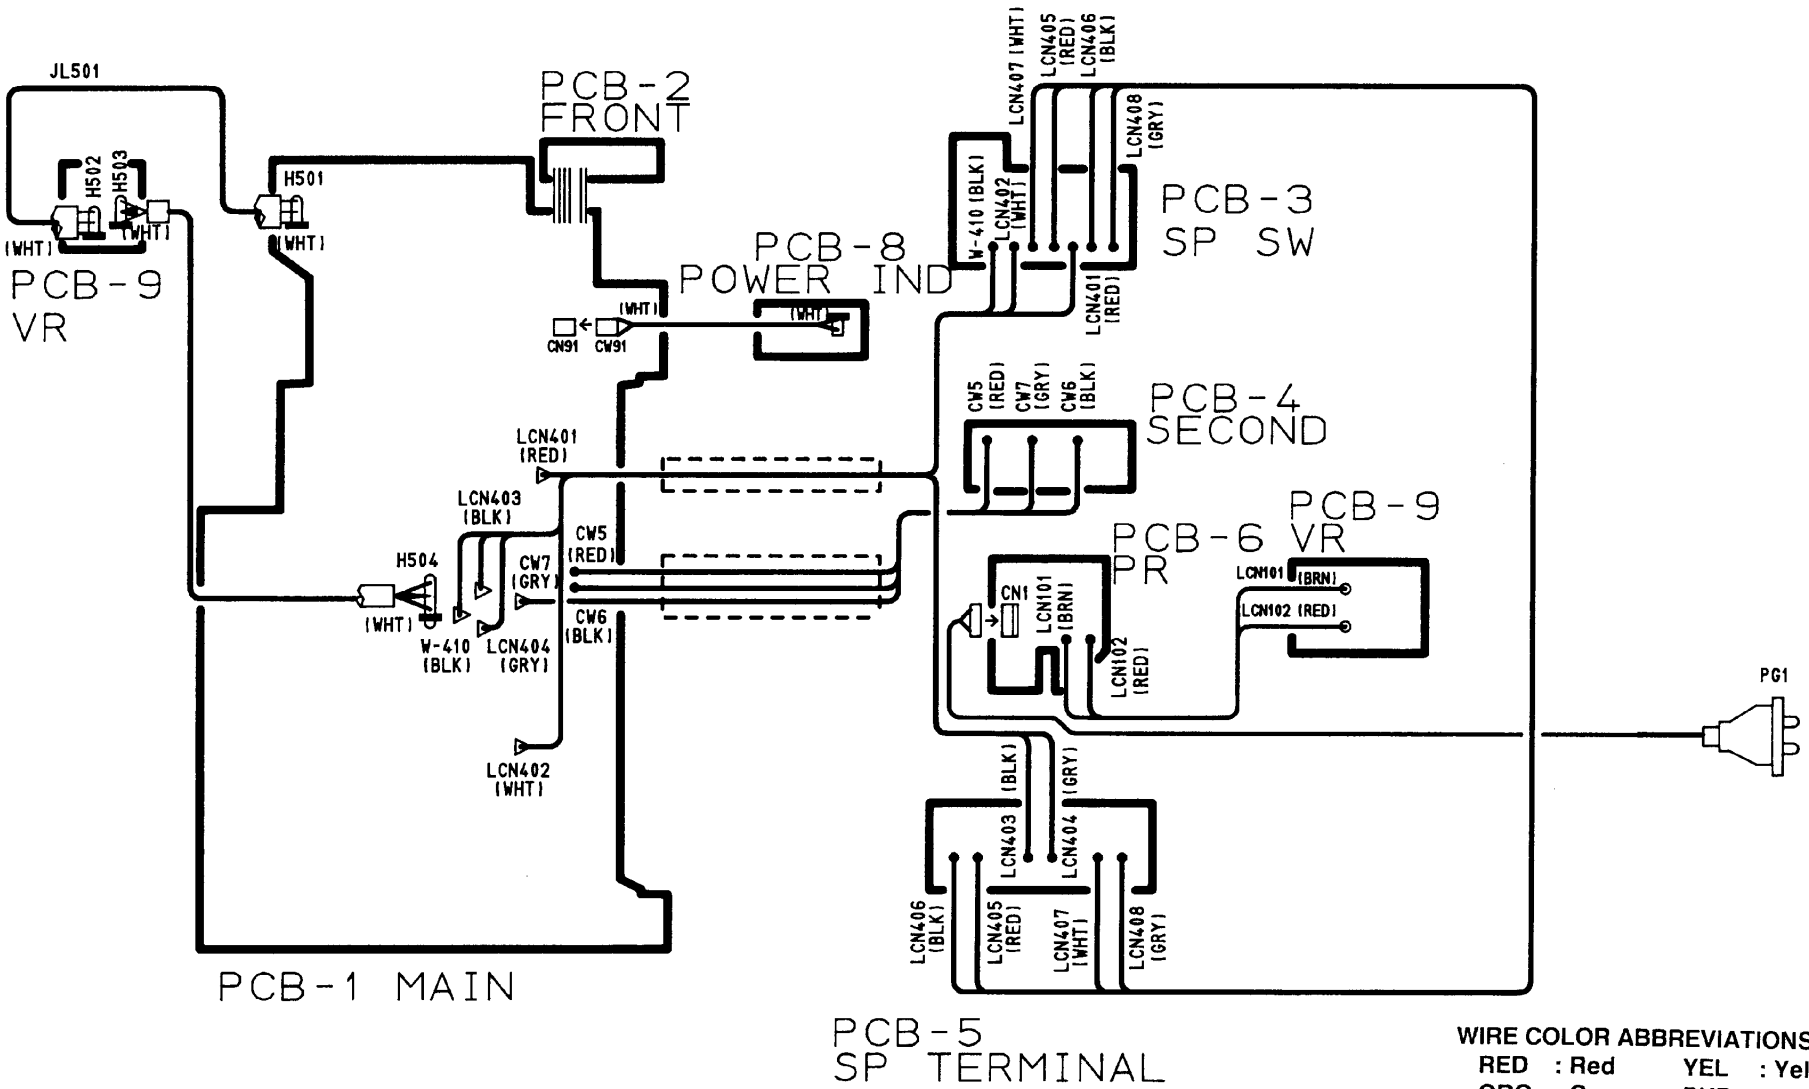 JL501
H502
H503
(WHT)
(WHT)
PCB-9
VR
H501
(WHT)
PCB-2
FRONT
PCB-8
POWER IND
(WHT)
(WHT
CN91
CW91
LCN407 (WHT)
LCN405
(RED)
LCN406
(BLK)
LCN408
(GRY)
W-410 (BLK)
LCN402
(WHT)
LCN401
(RED)
PCB-3
SP SW
CW5
(RED)
CW7
(GRY)
CW6
(BLK)
PCB-4
SECOND
LCN401
(RED)
LCN403
(BLK)
H504
(WHT)
W-410
(BLK)
LCN404
(GRY)
CW5
(RED)
CW7
(GRY)
CW6
(BLK)
LCN402
(WHT)
PCB-6
PR
CN1
LCN101
(BRN)
LCN102
(RED)
PCB-9
VR
LCN101 (BRN)
LCN102 (RED)
PG1
(BLK)
(GRY)
LCN403
LCN404
LCN406
(BLK)
LCN405
(RED)
LCN407
(WHT)
LCN408
(GRY)
PCB-1 MAIN
PCB-5
SP TERMINAL
WIRE COLOR ABBREVIATIONS
RED : Red YEL : Yel